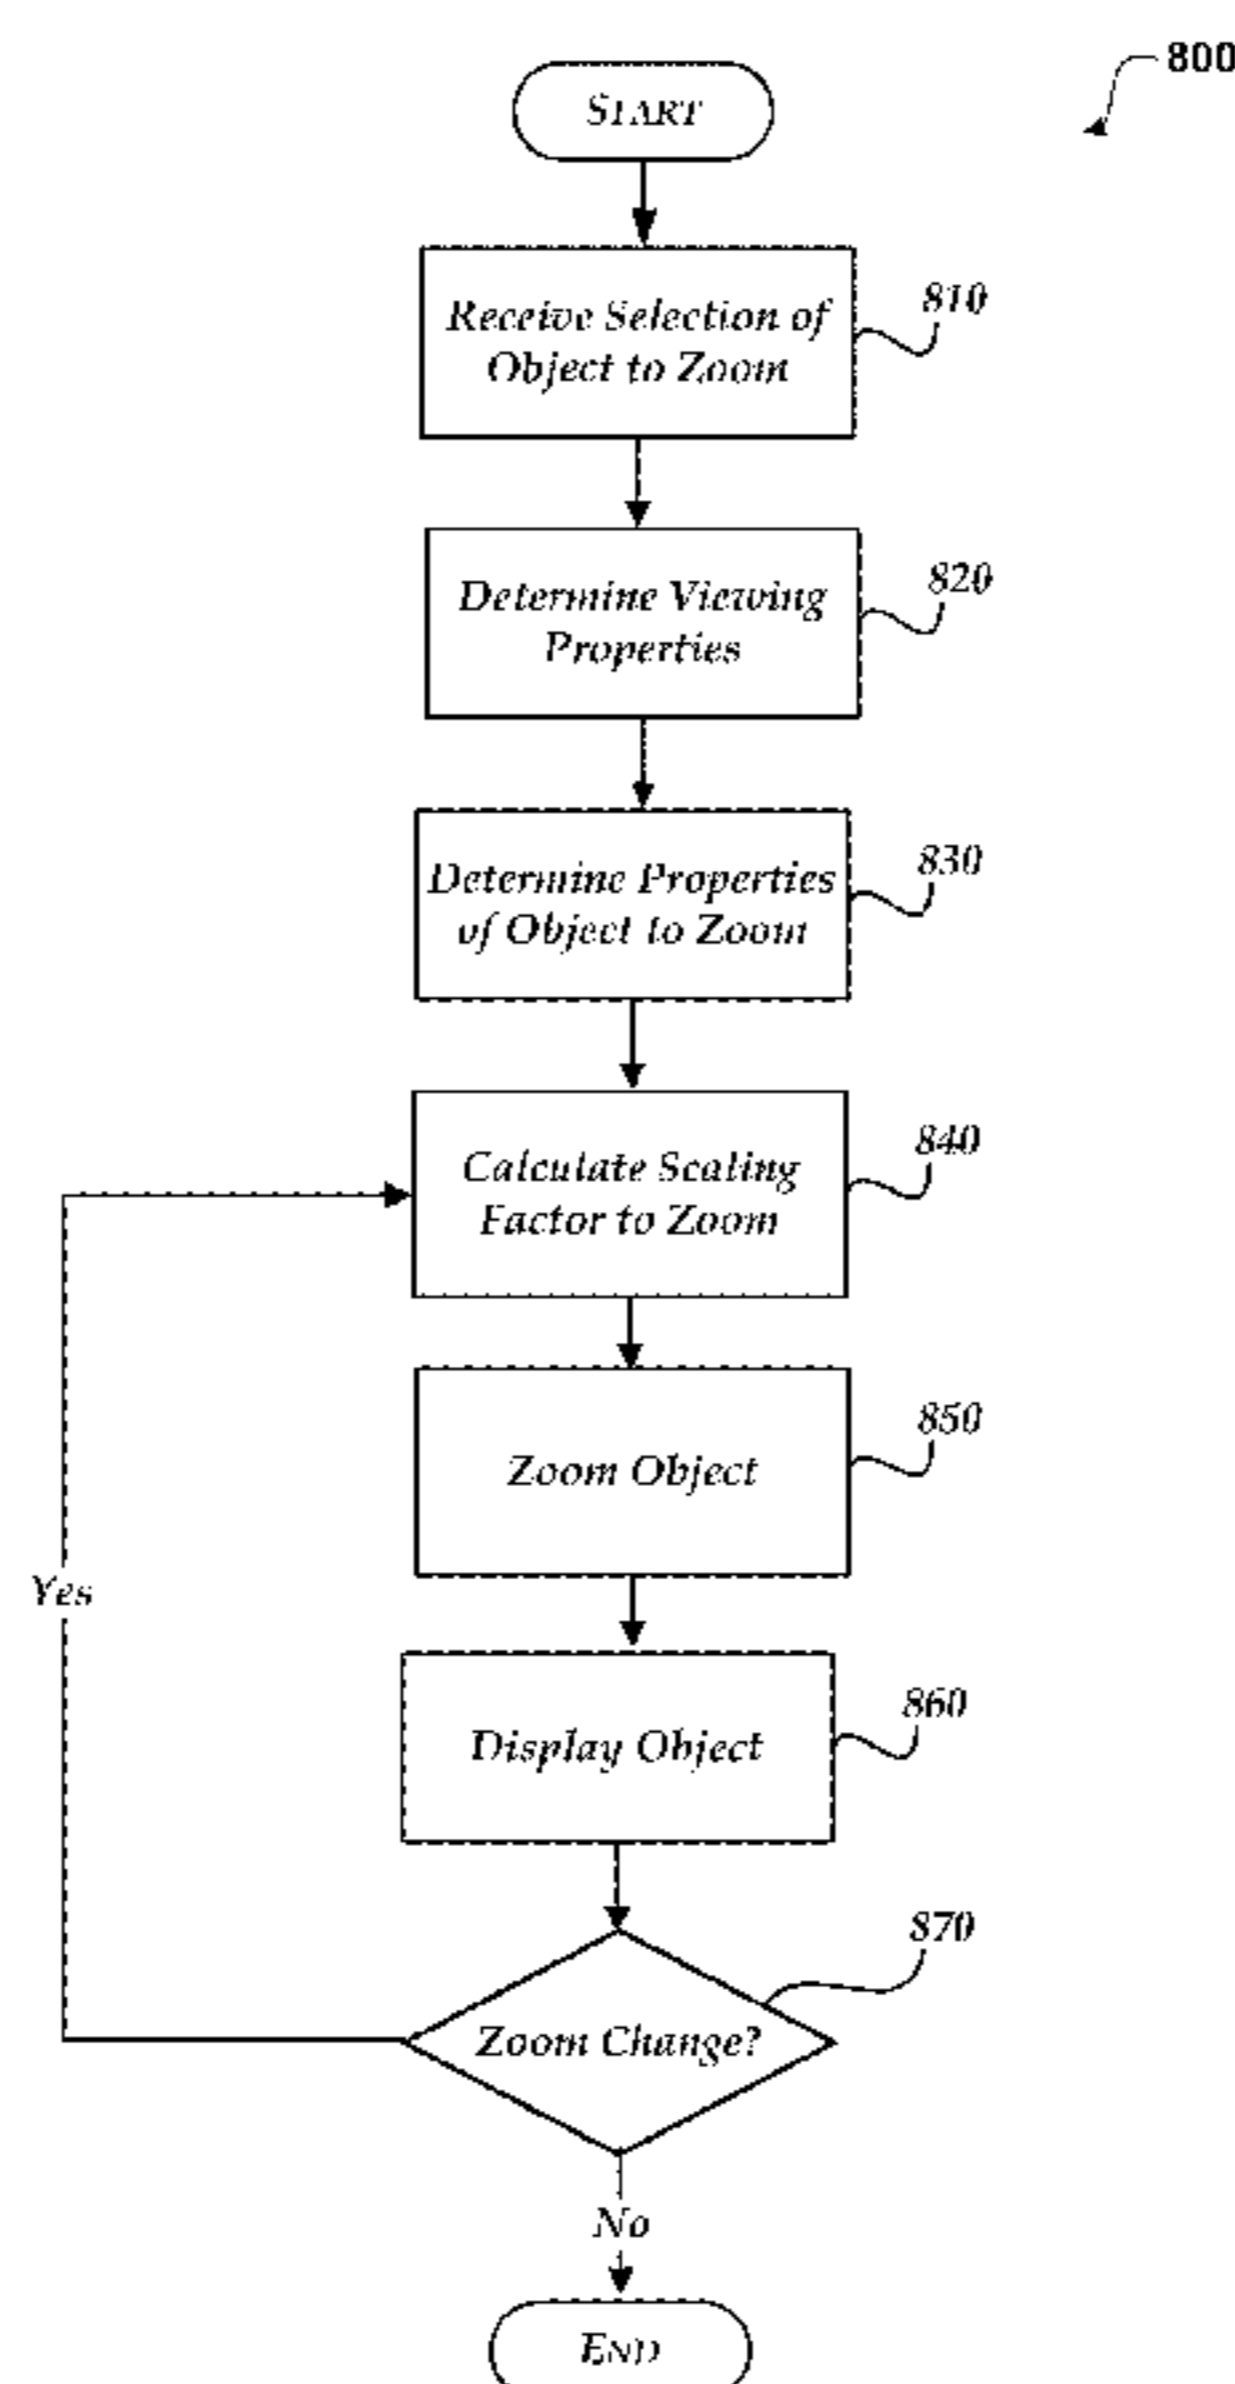 800
START
Receive Selection of
Object to Zoom
810
Determine Viewing
Properties
820
Determine Properties
of Object to Zoom
830
Calculate Scaling
Factor to Zoom
840
Zoom Object
850
Yes
Display Object
860
Zoom Change?
870
No
END